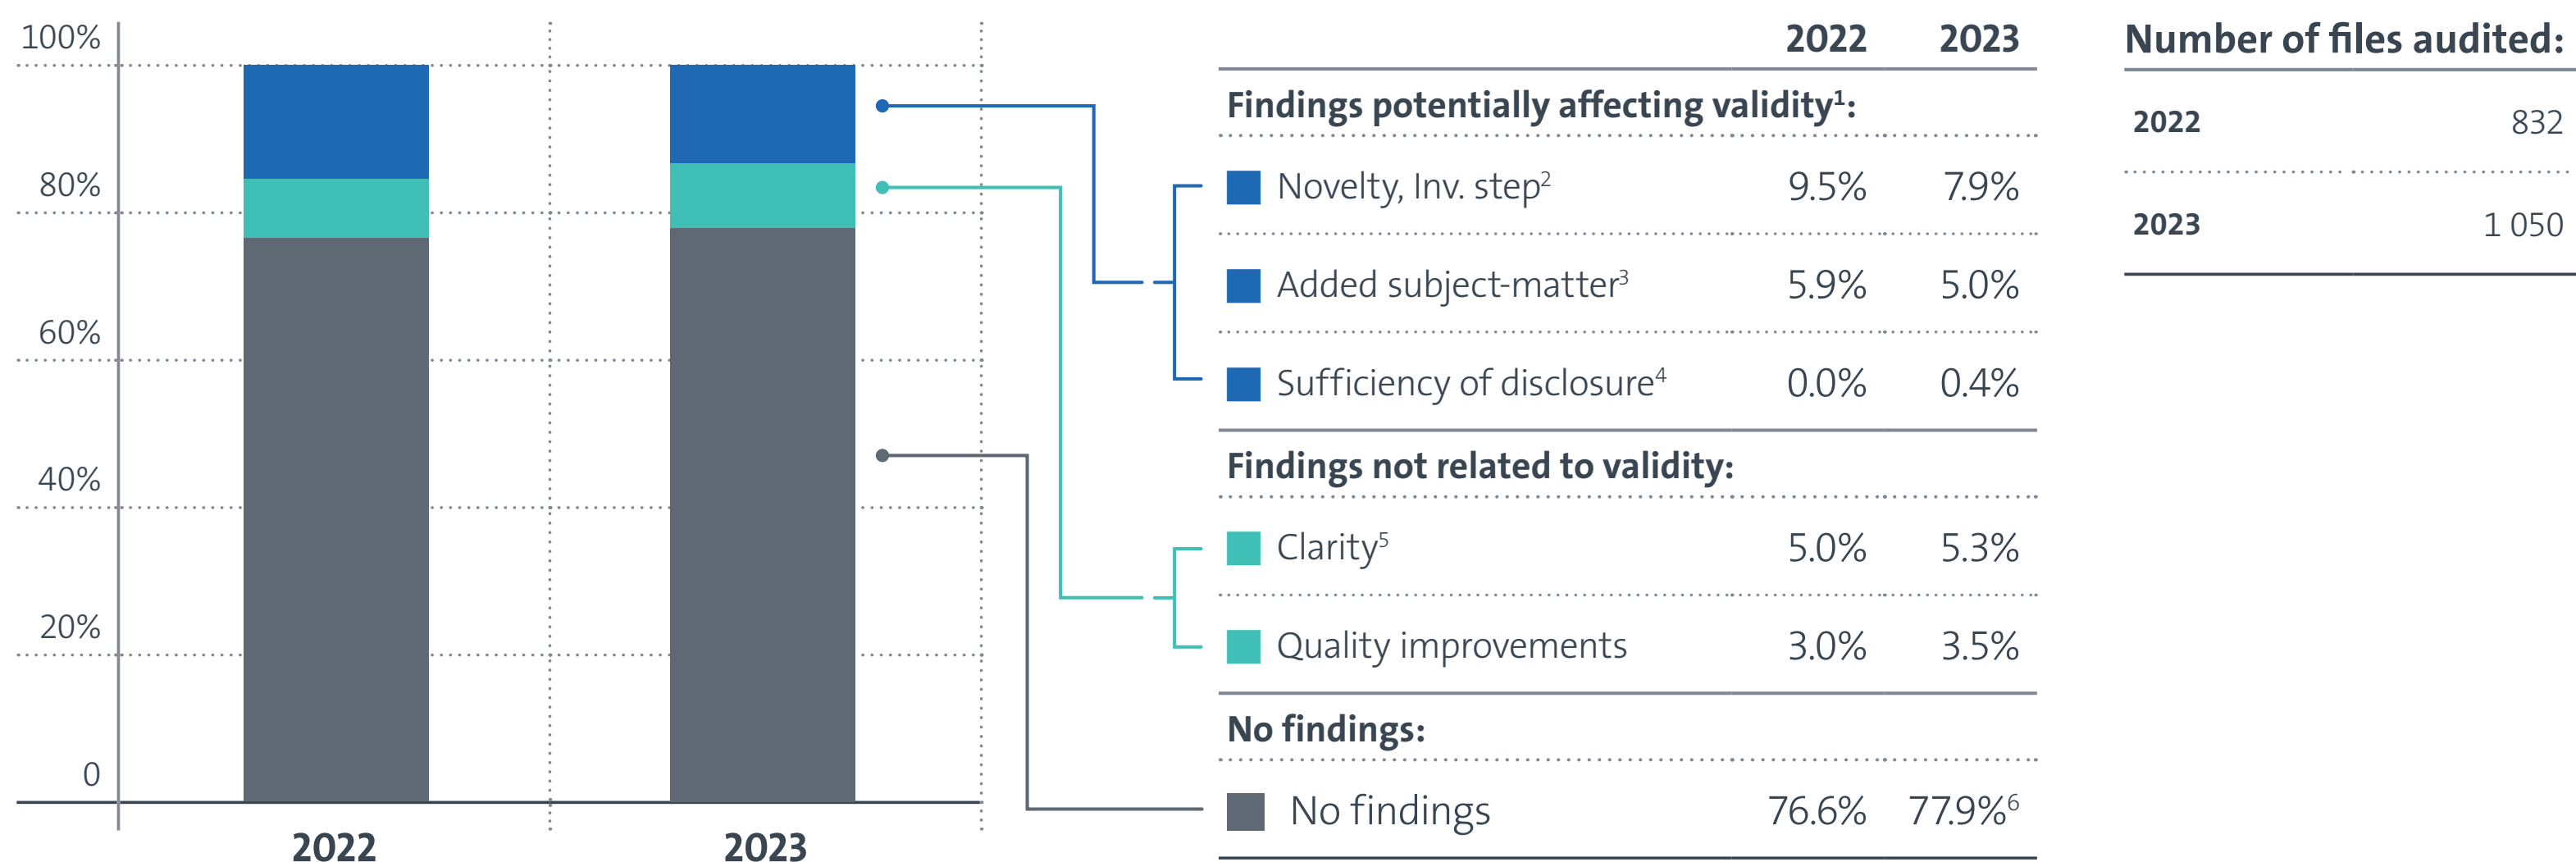 100%
80%
60%
40%
20%
0
2022 2023
2022 2023
Findings potentially affecting validity¹:
Novelty, Inv. step² 9.5% 7.9%
Added subject-matter³ 5.9% 5.0%
Sufficiency of disclosure⁴ 0.0% 0.4%
Findings not related to validity:
Clarity⁵ 5.0% 5.3%
Quality improvements 3.0% 3.5%
No findings:
No findings 76.6% 77.9%⁶
Number of files audited:
2022 832
2023 1 050